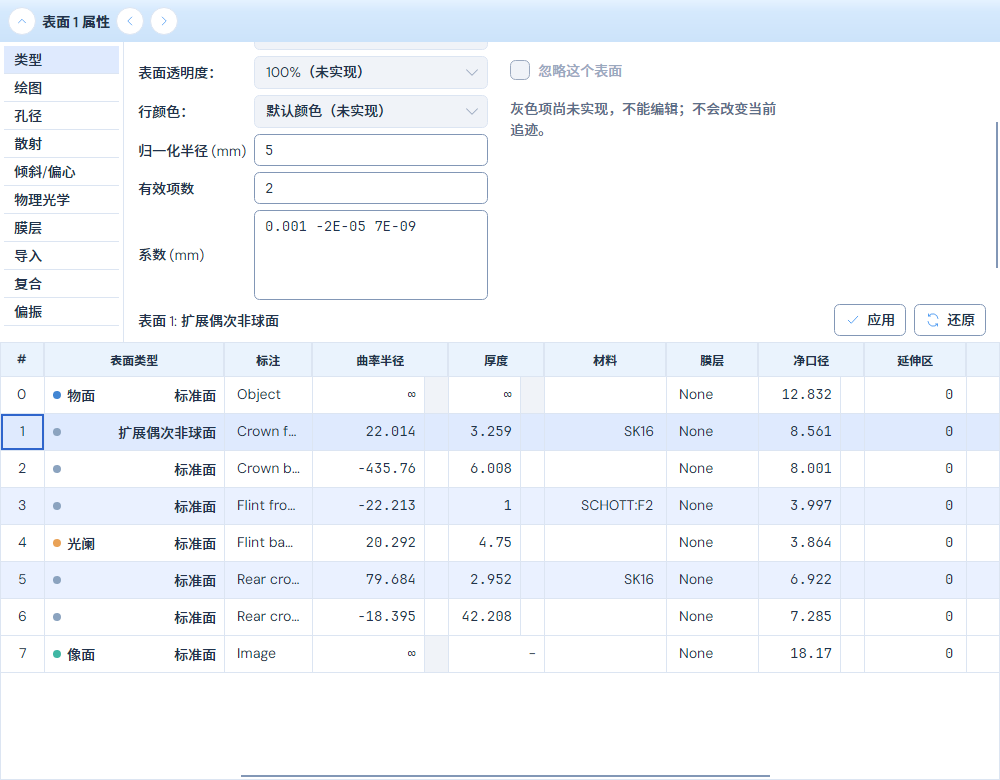 表面 1 属性
类型
绘图
孔径
散射
倾斜/偏心
物理光学
膜层
导入
复合
偏振
表面透明度：
100%（未实现）
行颜色：
默认颜色（未实现）
归一化半径 (mm)
5
有效项数
2
系数 (mm)
0.001 -2E-05 7E-09
忽略这个表面
灰色项尚未实现，不能编辑；不会改变当前
追迹。
表面 1: 扩展偶次非球面
应用
还原
# 表面类型 标注 曲率半径 厚度 材料 膜层 净口径 延伸区
0 物面 标准面 Object ∞ ∞ None 12.832 0
1 扩展偶次非球面 Crown f... 22.014 3.259 SK16 None 8.561 0
2 标准面 Crown b... -435.76 6.008 None 8.001 0
3 标准面 Flint fro... -22.213 1 SCHOTT:F2 None 3.997 0
4 光阑 标准面 Flint ba... 20.292 4.75 None 3.864 0
5 标准面 Rear cro... 79.684 2.952 SK16 None 6.922 0
6 标准面 Rear cro... -18.395 42.208 None 7.285 0
7 像面 标准面 Image ∞ - None 18.17 0